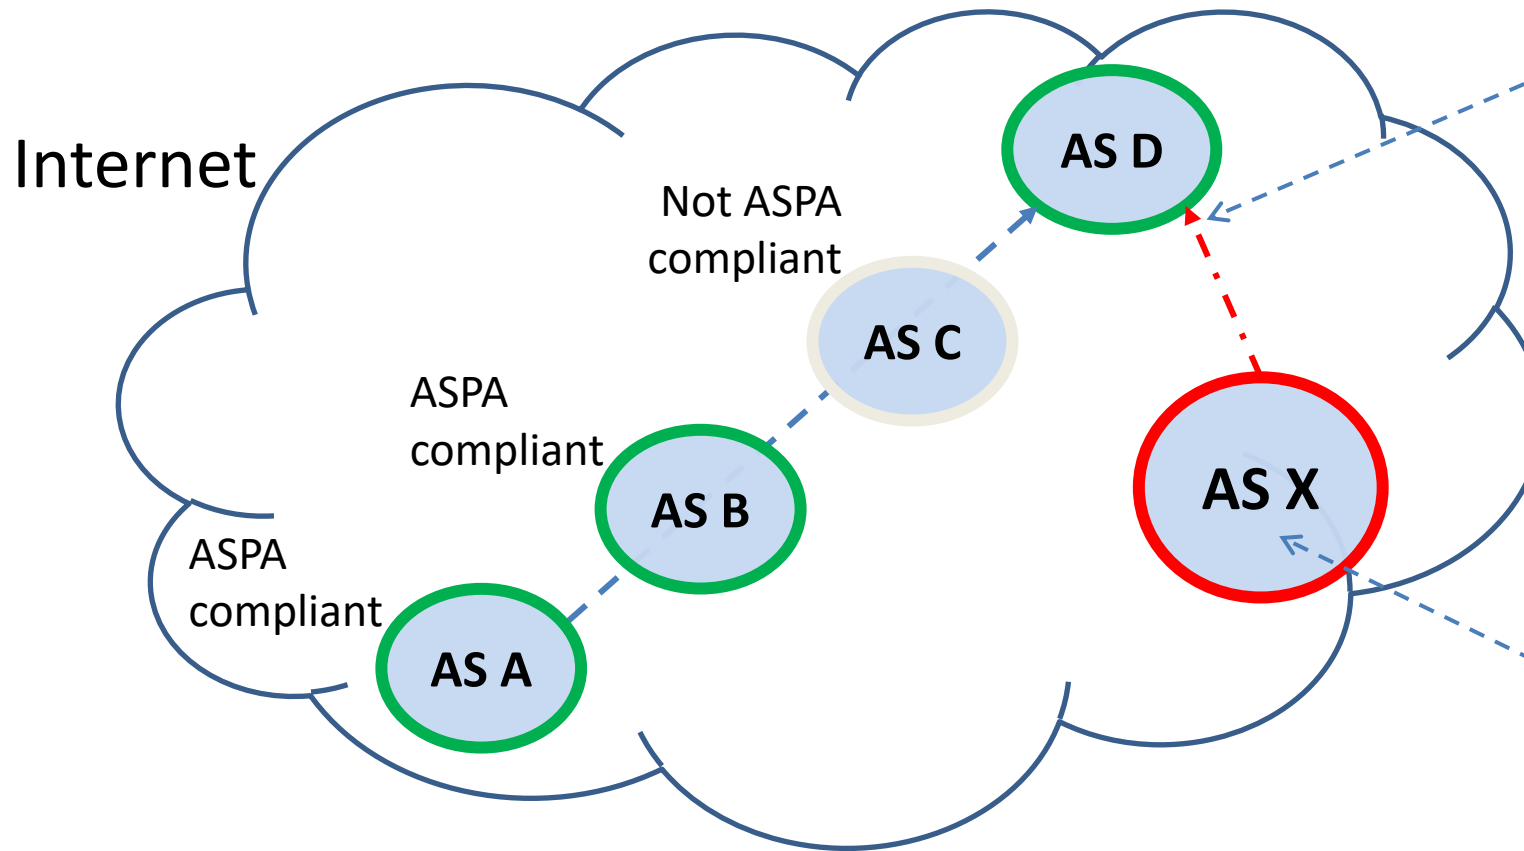 Internet
AS D
Not ASPA
compliant
AS C
ASPA
compliant
AS B
AS X
ASPA
compliant
AS A